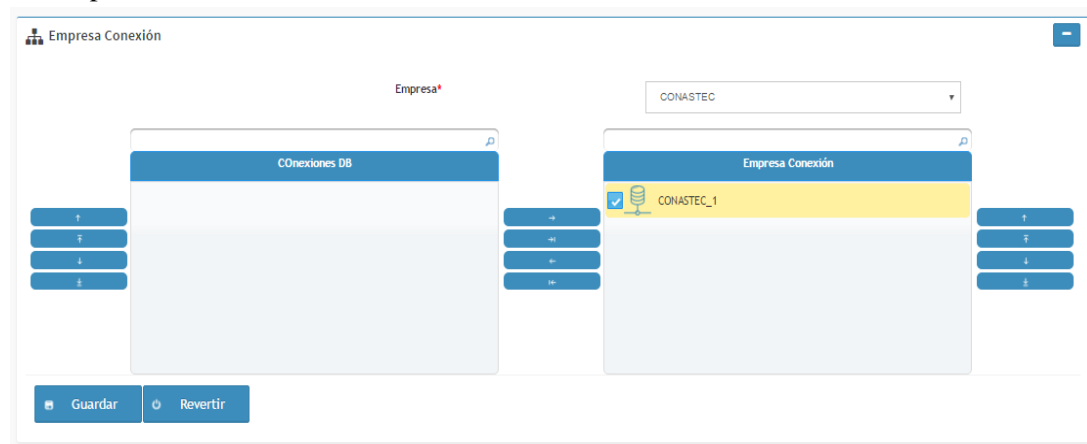 Empresa Conexión
Empresa*
CONASTEC
COnexiones DB
Empresa Conexión
CONASTEC_1
Guardar
Revertir